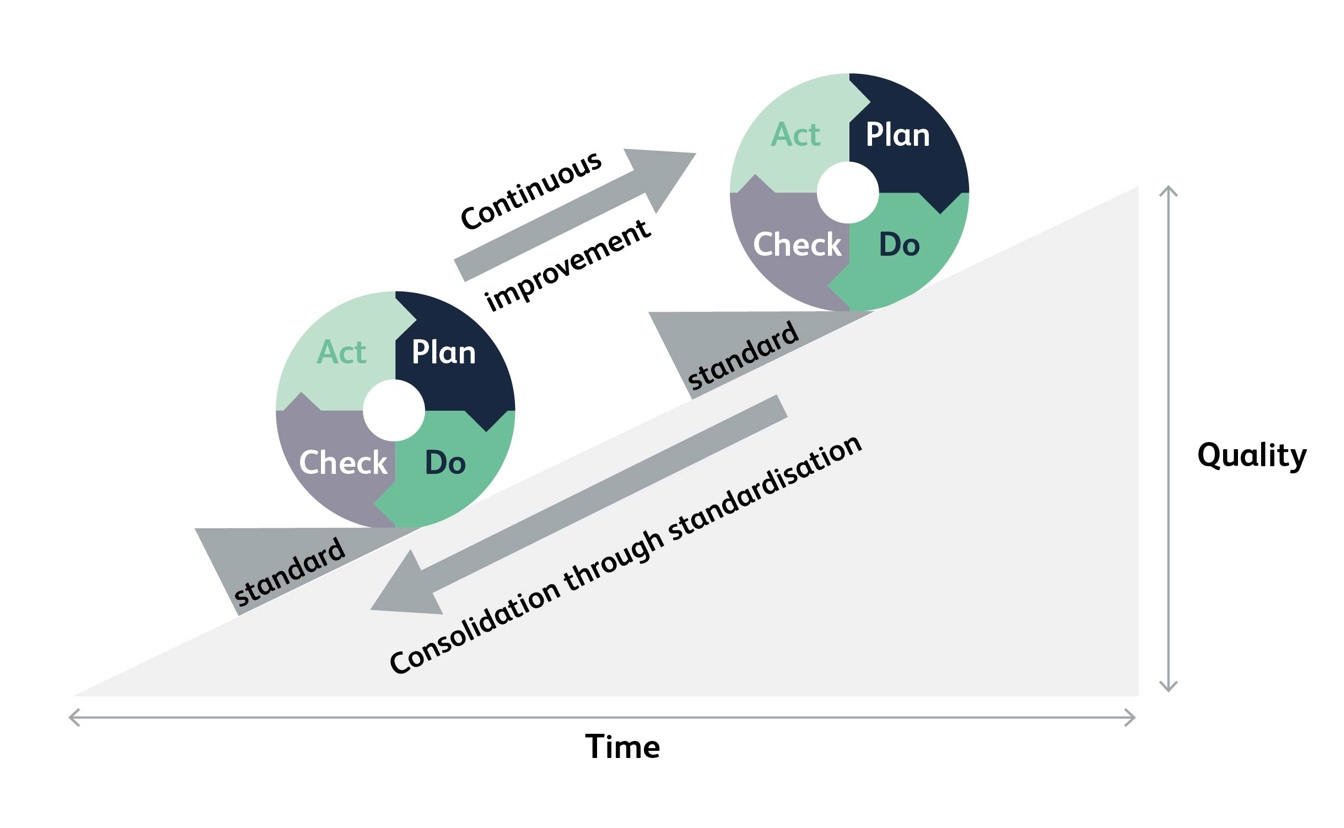 Act
Plan
Check
Do
standard
Continuous
improvement
Act
Plan
Check
Do
standard
Consolidation through standardisation
Quality
Time